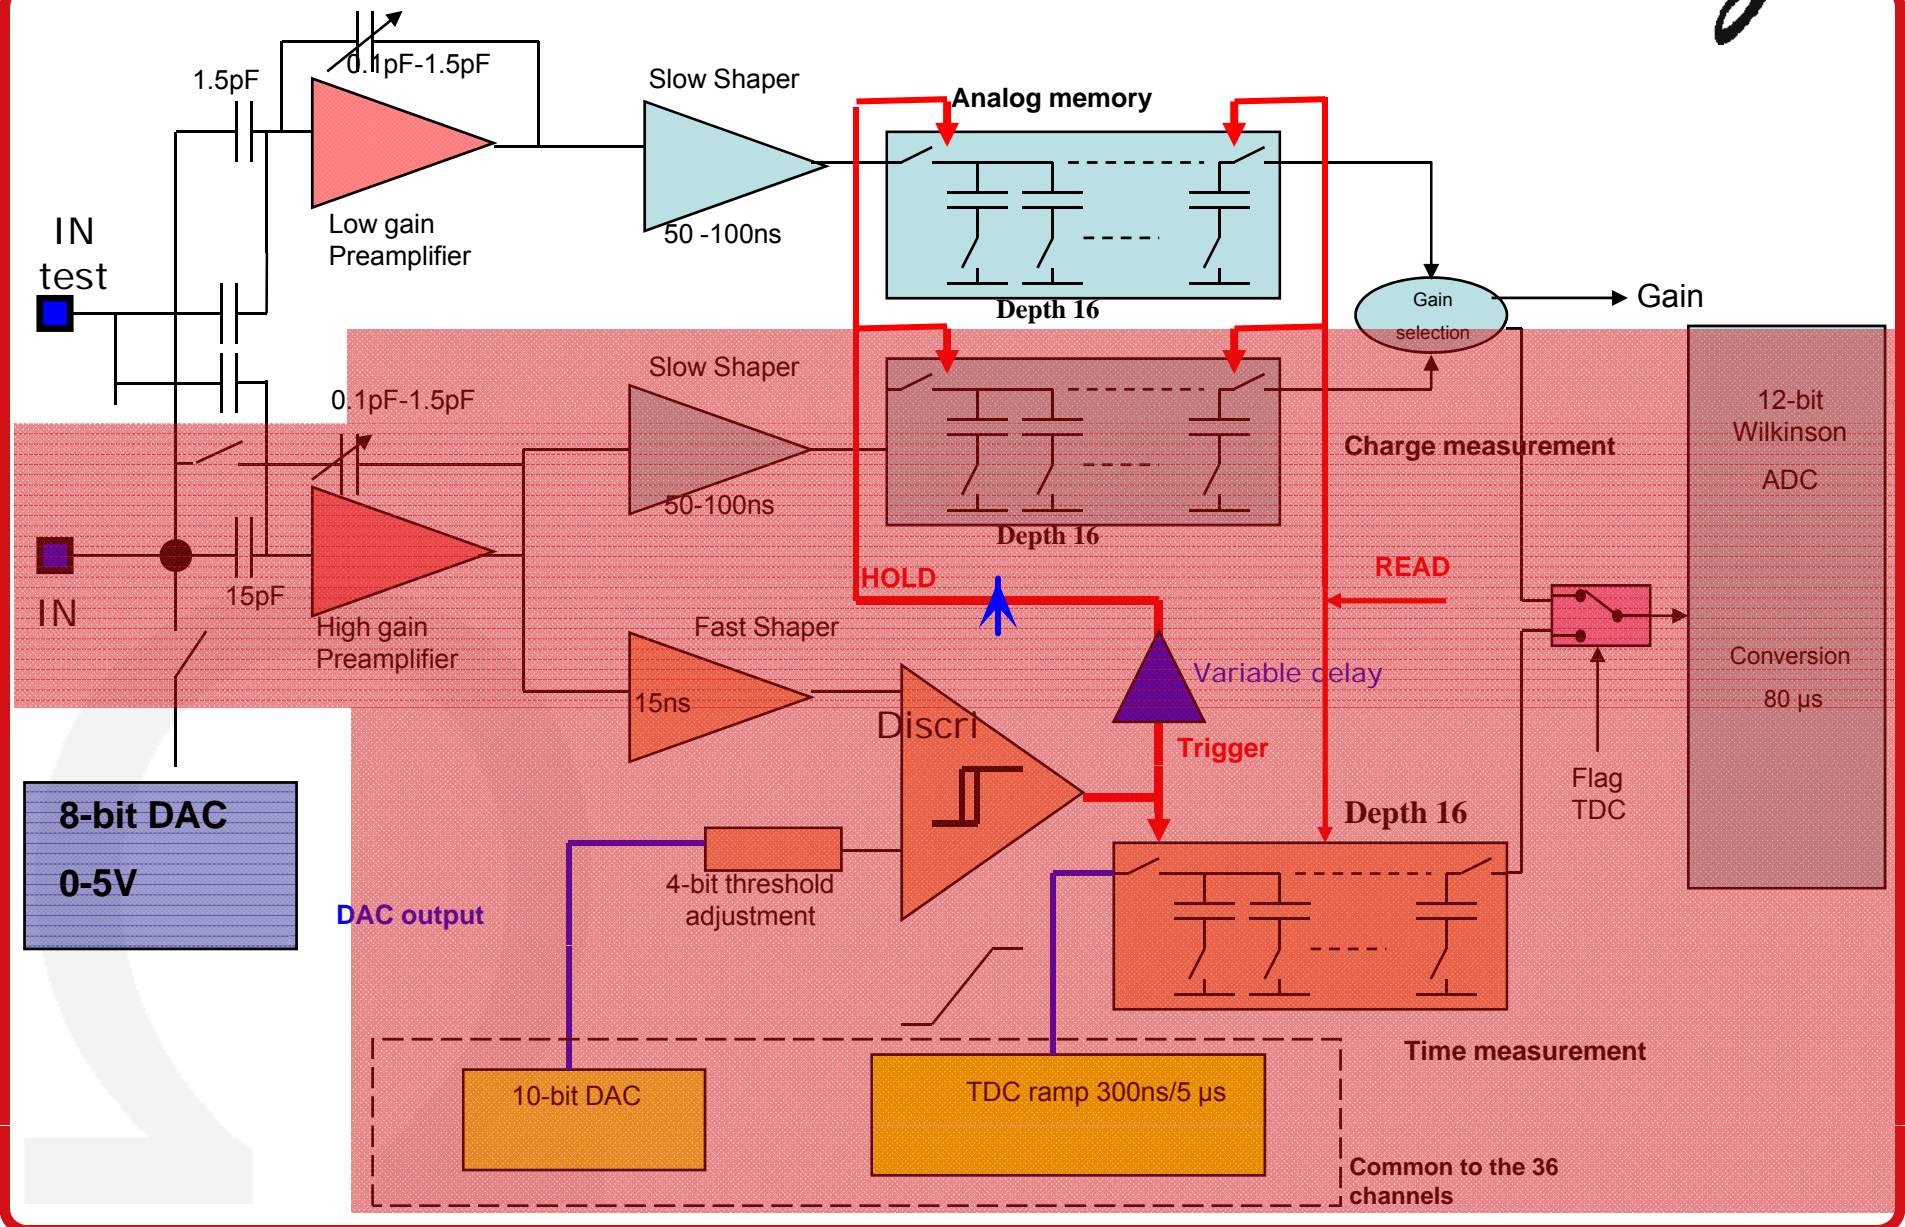 1.5pF
0.1pF-1.5pF
Slow Shaper
Analog memory
Low gain
Preamplifier
50 -100ns
IN
test
Depth 16
Gain
selection
Gain
Slow Shaper
0.1pF-1.5pF
50-100ns
Depth 16
Charge measurement
12-bit
Wilkinson
ADC
HOLD
READ
15pF
IN
High gain
Preamplifier
Fast Shaper
15ns
Discri
Variable delay
Trigger
Conversion
80 µs
Flag
TDC
8-bit DAC
0-5V
DAC output
4-bit threshold
adjustment
Depth 16
Time measurement
10-bit DAC
TDC ramp 300ns/5 µs
Common to the 36
channels